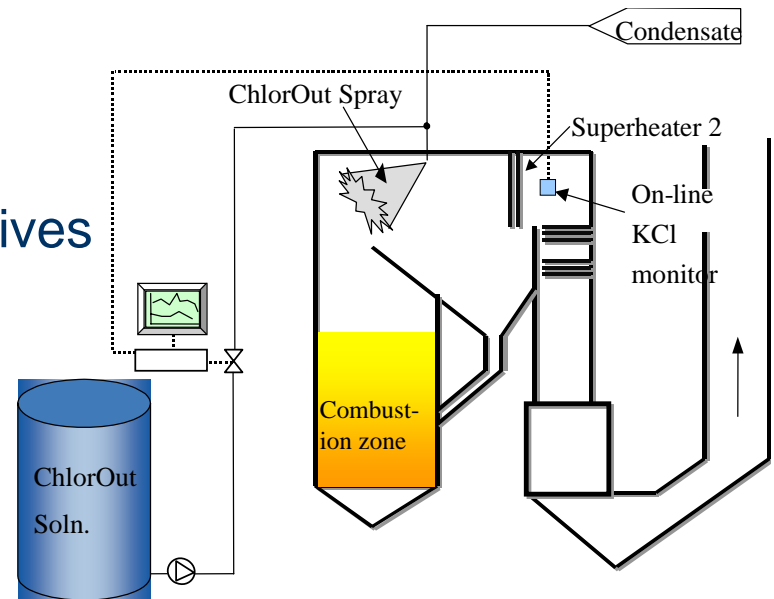 Condensate
ChlorOut Spray
Superheater 2
On-line
KCl
monitor
ives
Combust-
ion zone
ChlorOut
Soln.